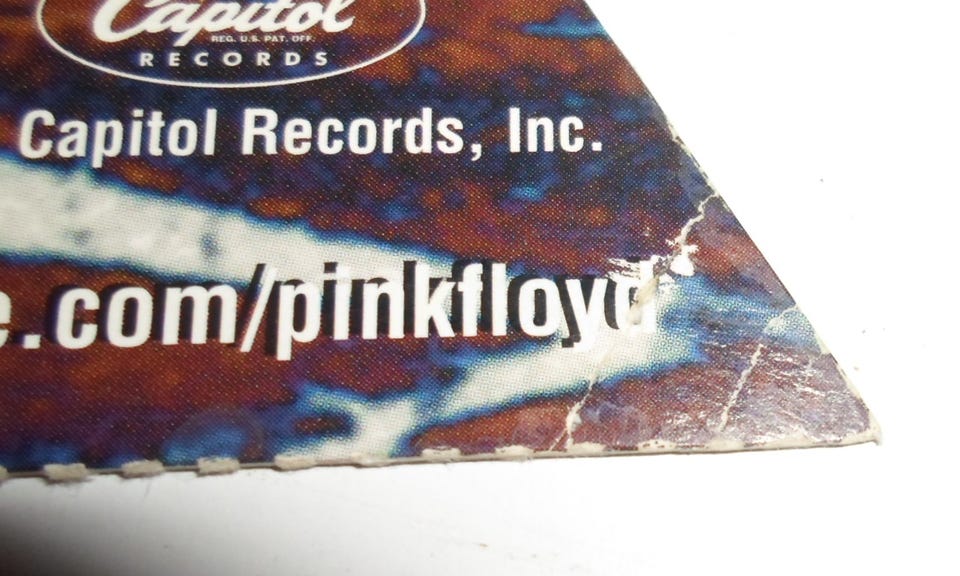 Capitol
REG. U.S. PAT. OFF.
RECORDS
Capitol Records, Inc.
e.com/pinkfloyd